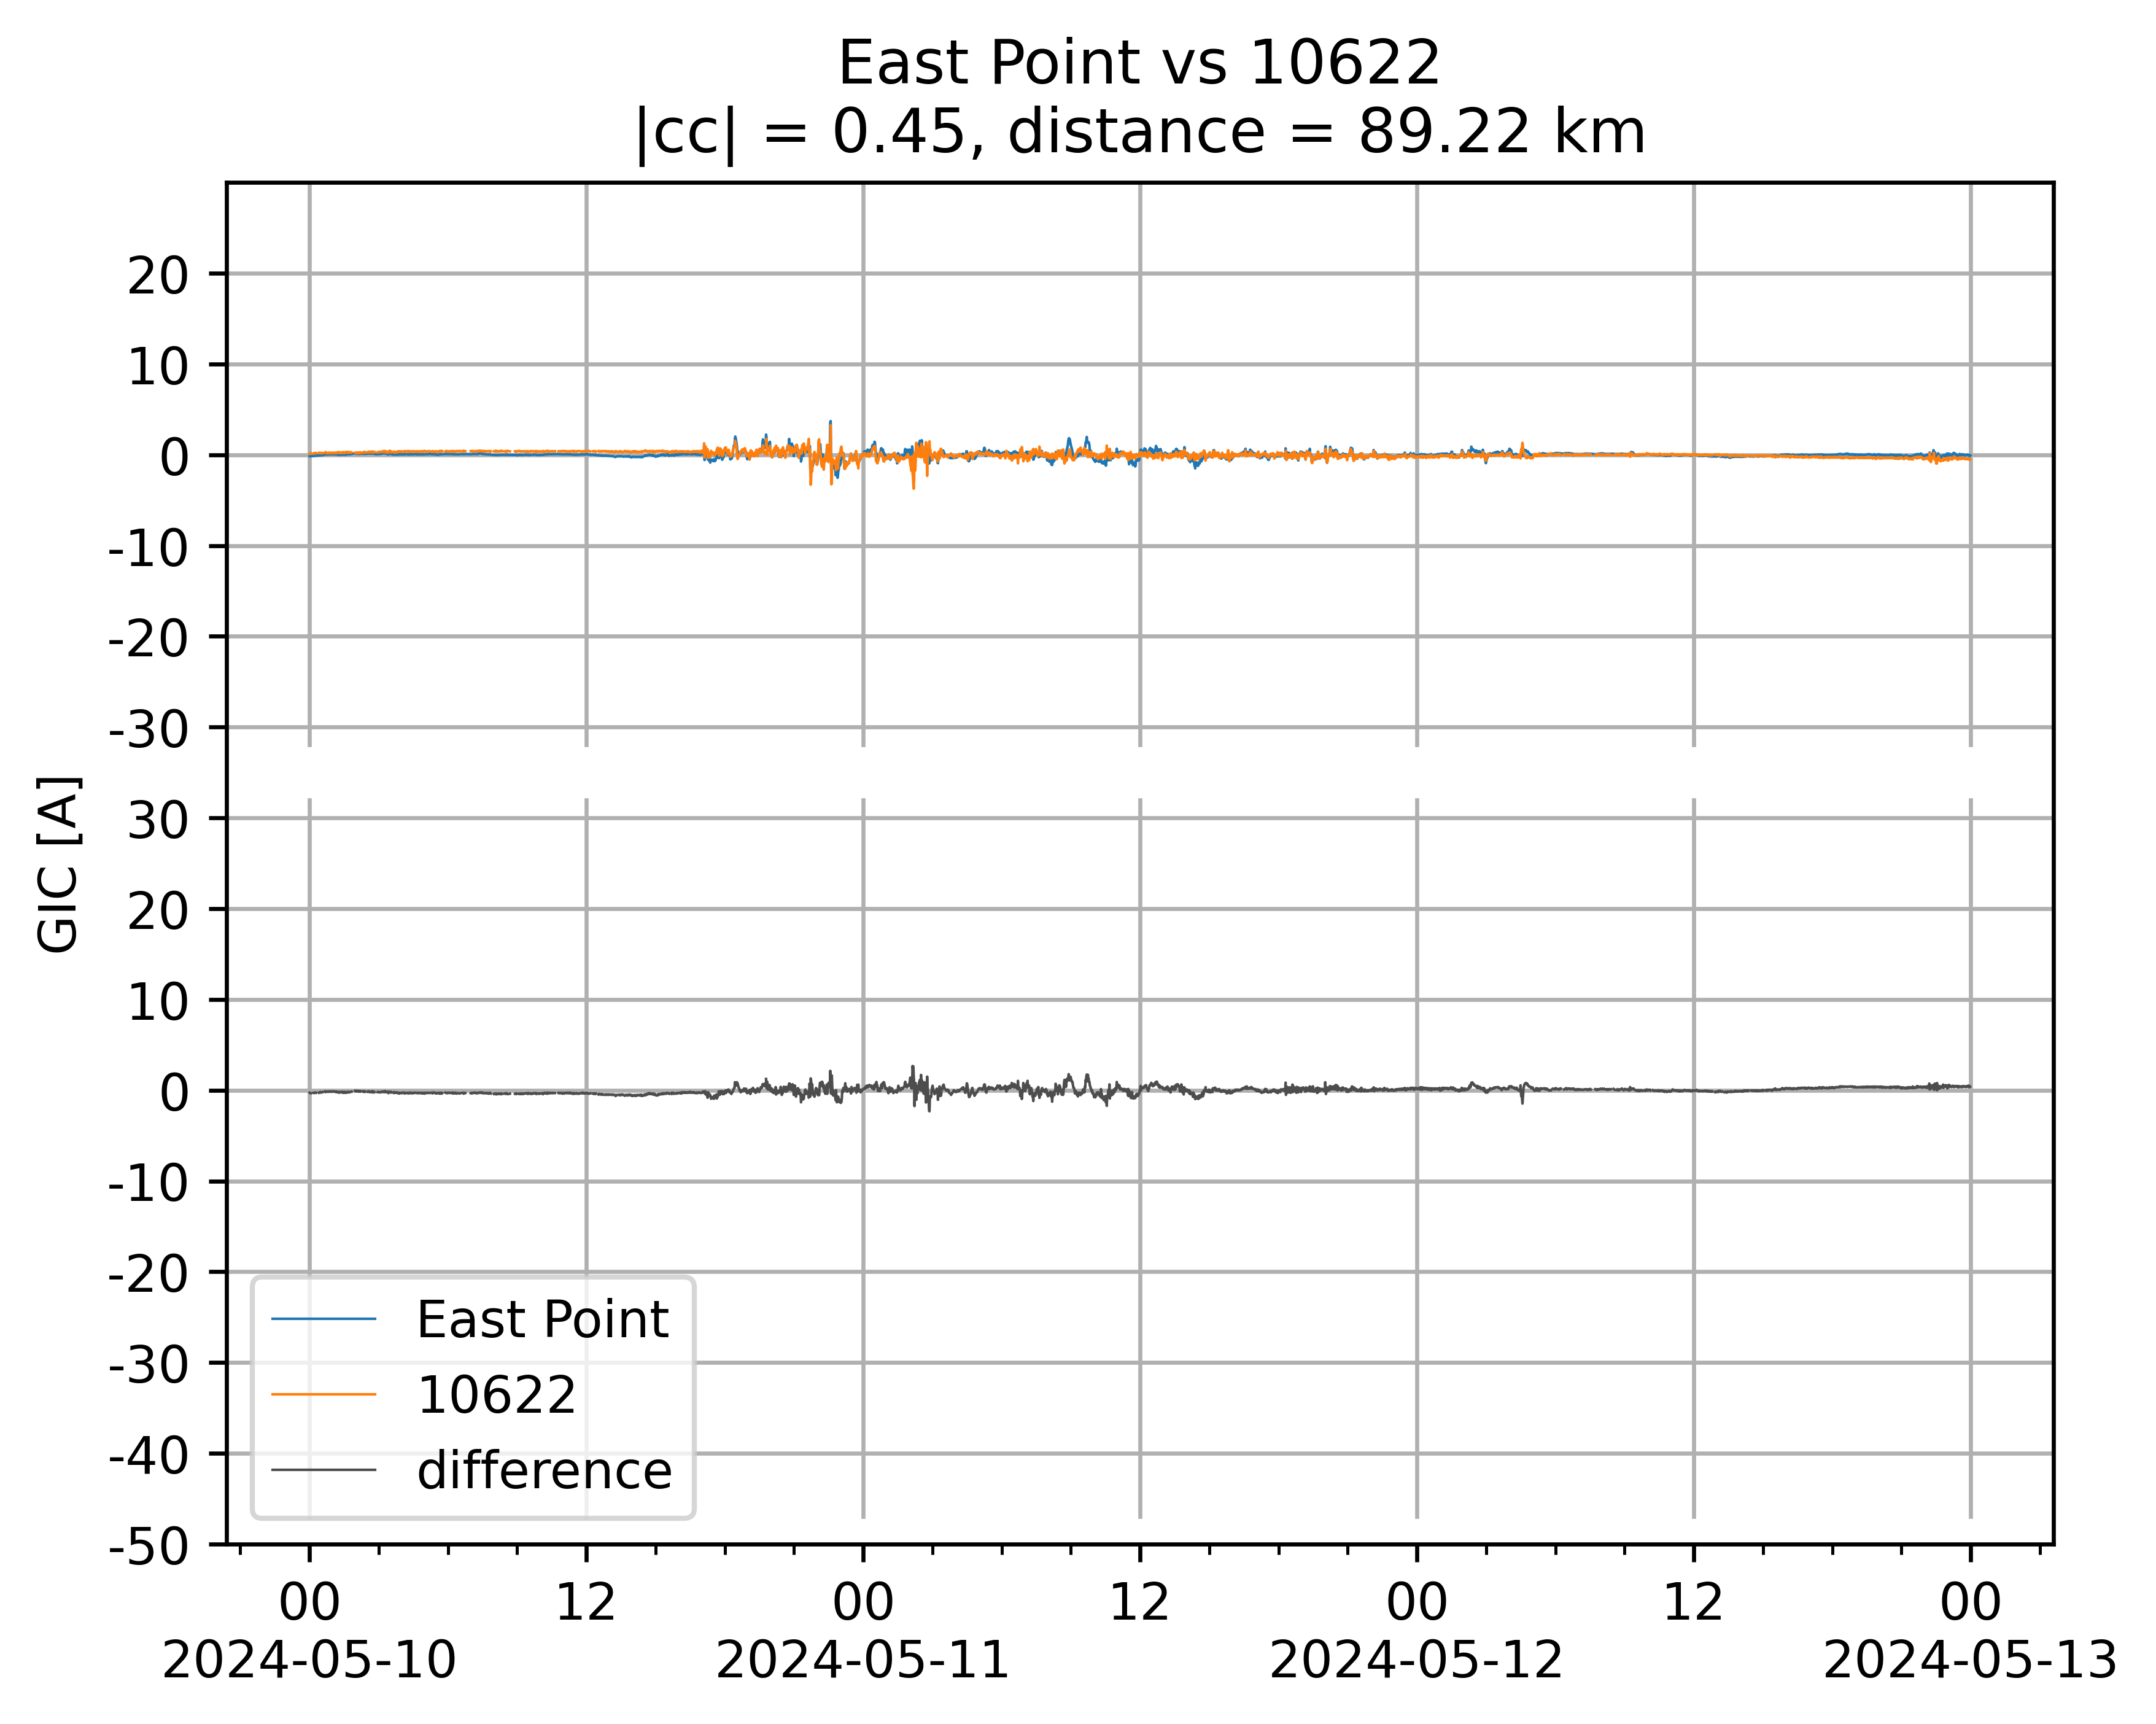 East Point vs 10622
|cc| = 0.45, distance = 89.22 km
GIC [A]
20
10
0
-10
-20
-30
30
20
10
0
-10
-20
-30
-40
-50
East Point
10622
difference
00 12 00 12 00 12 00
2024-05-10 2024-05-11 2024-05-12 2024-05-13